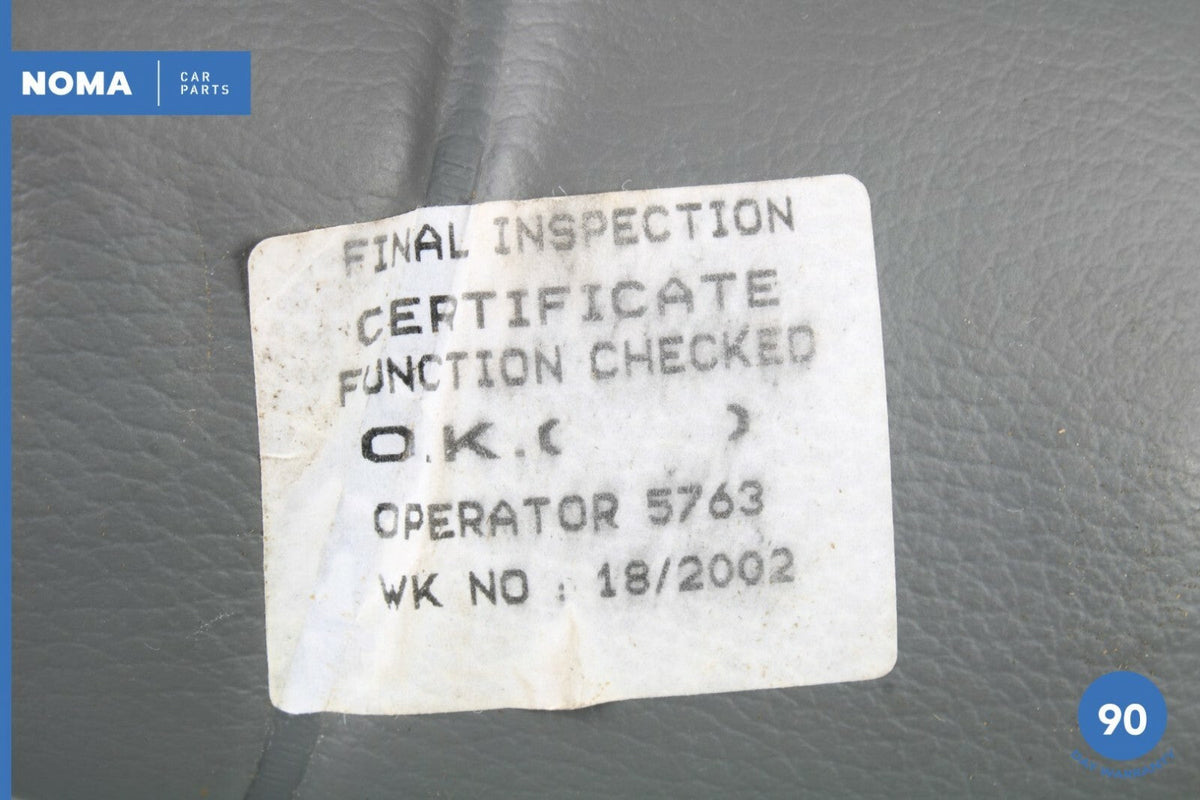 NOMA
CAR
PARTS
FINAL INSPECTION
CERTIFICATE
FUNCTION CHECKED
O.K.( )
OPERATOR 5763
WK NO : 18/2002
90